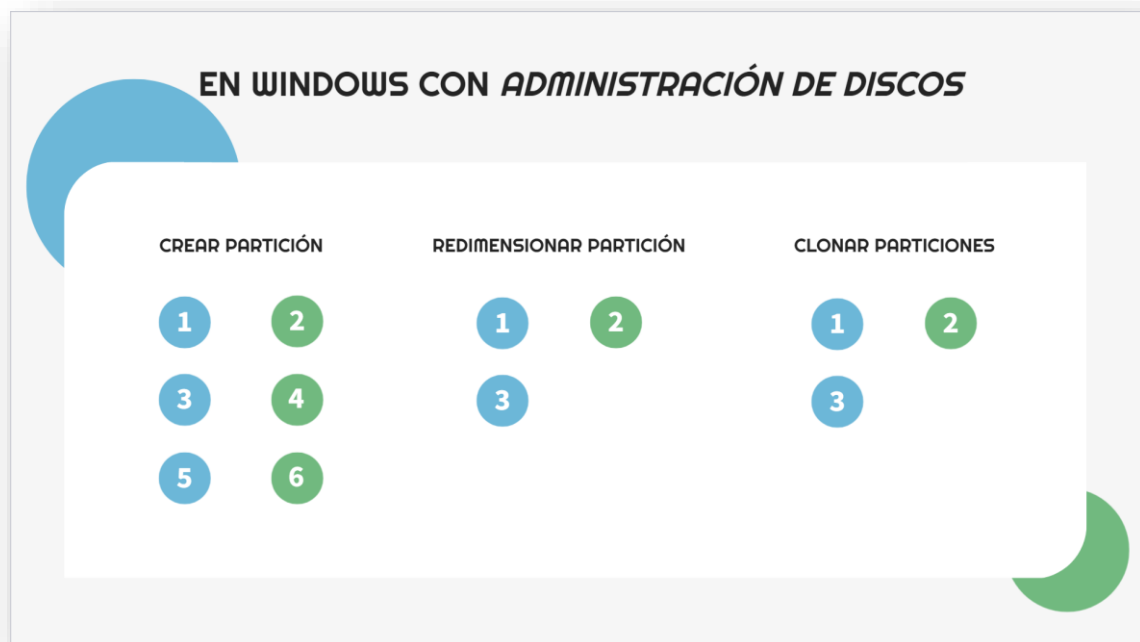 EN WINDOWS CON ADMINISTRACIÓN DE DISCOS
CREAR PARTICIÓN
1 2
3 4
5 6
REDIMENSIONAR PARTICIÓN
1 2
3
CLONAR PARTICIONES
1 2
3